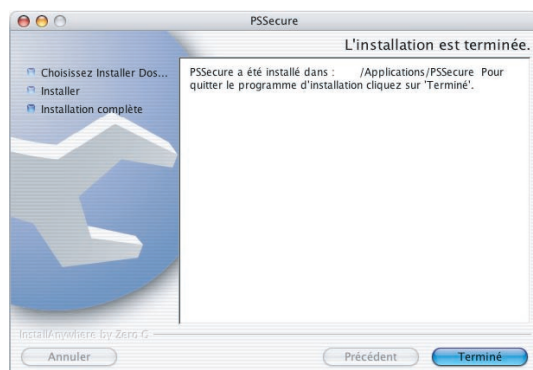 PSSecure
L'installation est terminée.
Choisissez Installer Dos...
Installer
Installation complète
PSSecure a été installé dans : /Applications/PSSecure Pour
quitter le programme d'installation cliquez sur 'Terminé'.
InstallAnywhere by Zero G
Annuler
Précédent
Terminé